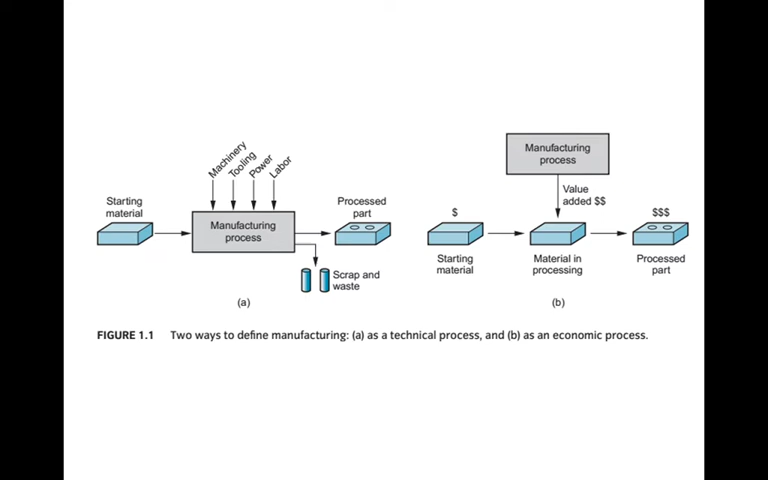 Machinery
Tooling
Power
Labor
Starting
material
Manufacturing
process
Processed
part
Scrap and
waste
(a)
Manufacturing
process
Value
added $$
$
$$$
Starting
material
Material in
processing
Processed
part
(b)
FIGURE 1.1 Two ways to define manufacturing: (a) as a technical process, and (b) as an economic process.